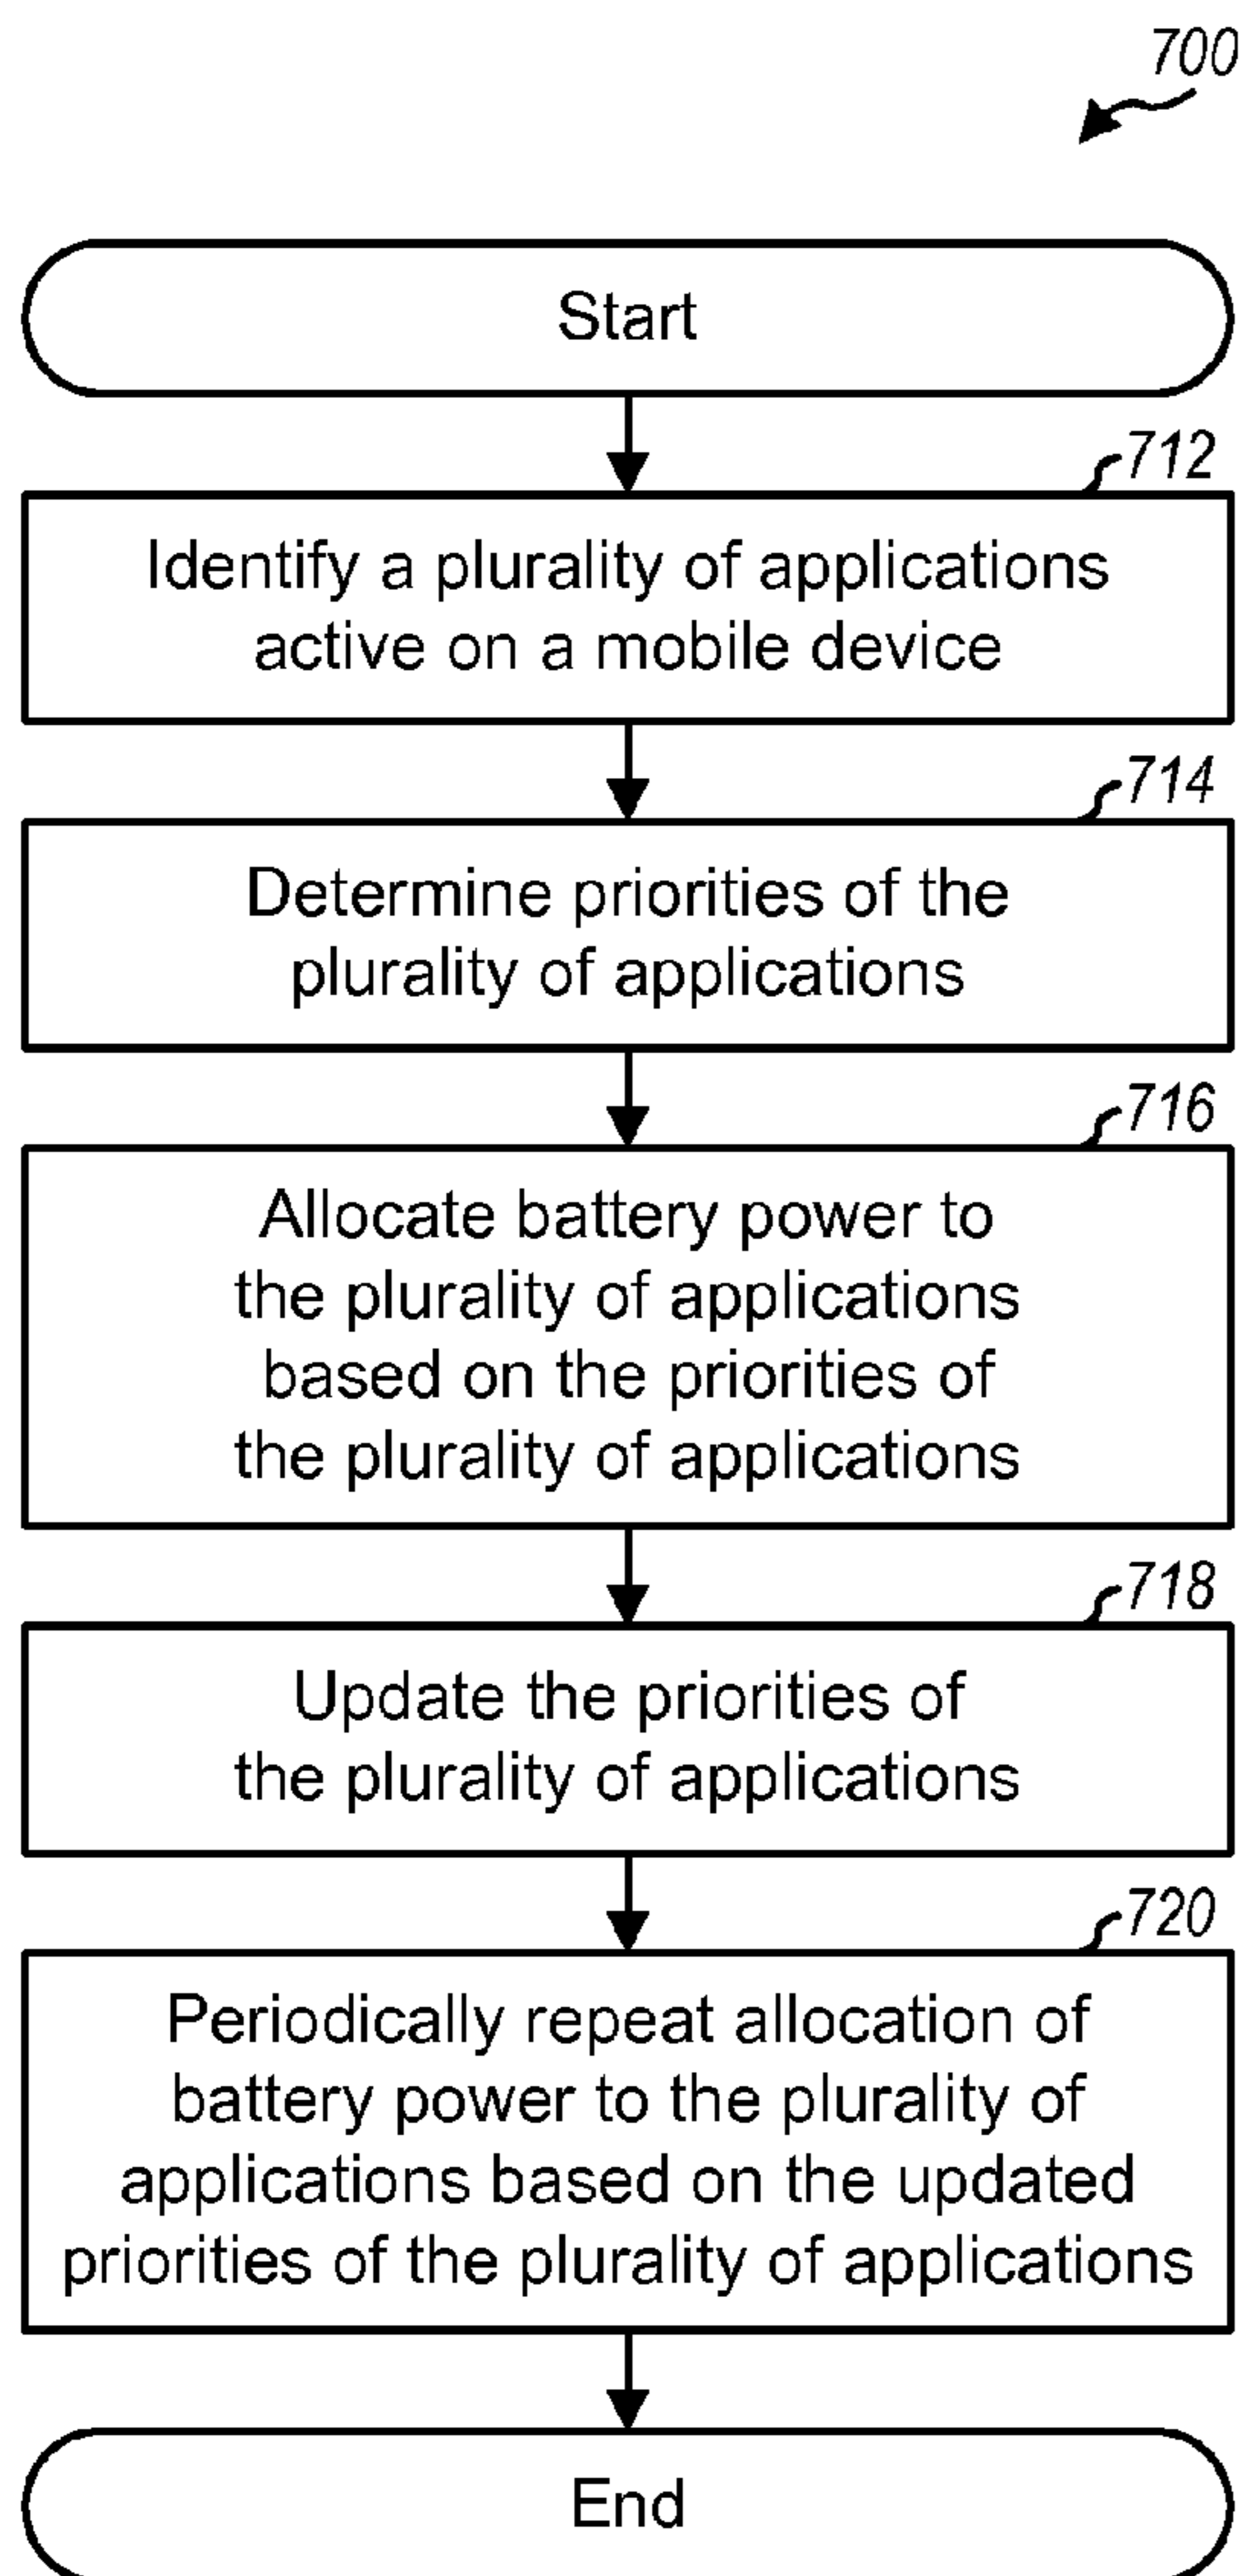 700
Start
712
Identify a plurality of applications
active on a mobile device
714
Determine priorities of the
plurality of applications
716
Allocate battery power to
the plurality of applications
based on the priorities of
the plurality of applications
718
Update the priorities of
the plurality of applications
720
Periodically repeat allocation of
battery power to the plurality of
applications based on the updated
priorities of the plurality of applications
End